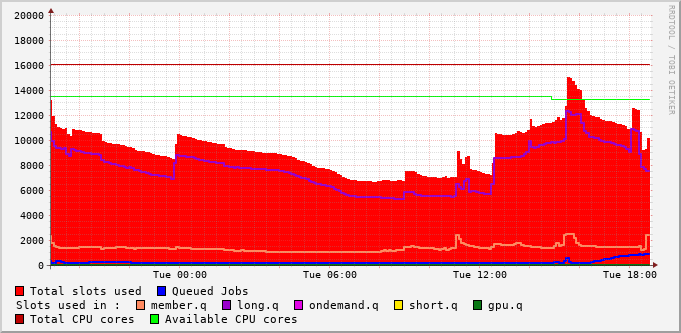 20000
18000
16000
14000
12000
10000
8000
6000
4000
2000
0
Tue 00:00 Tue 06:00 Tue 12:00 Tue 18:00
RRDTOOL / TOBI OETIKER
Total slots used Queued Jobs
Slots used in : member.q long.q ondemand.q short.q gpu.q
Total CPU cores Available CPU cores